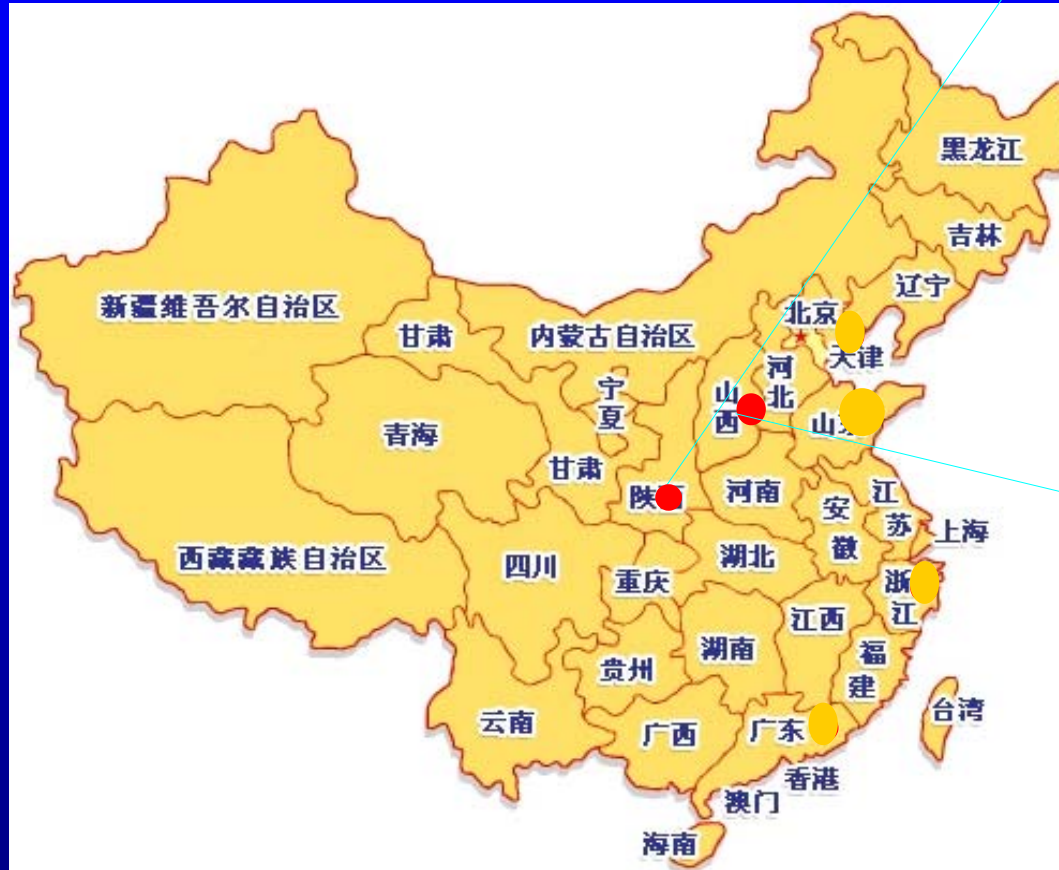 黑龙江
吉林
辽宁
新疆维吾尔自治区
甘肃
内蒙古自治区
北京
天津
河
北
宁
夏
山
西
山
青海
甘肃
陕
河南
江
苏
安
徽
上海
西藏藏族自治区
四川
重庆
湖北
浙
江
江西
湖南
福
建
贵州
云南
广西
广东
台湾
香港
澳门
海南